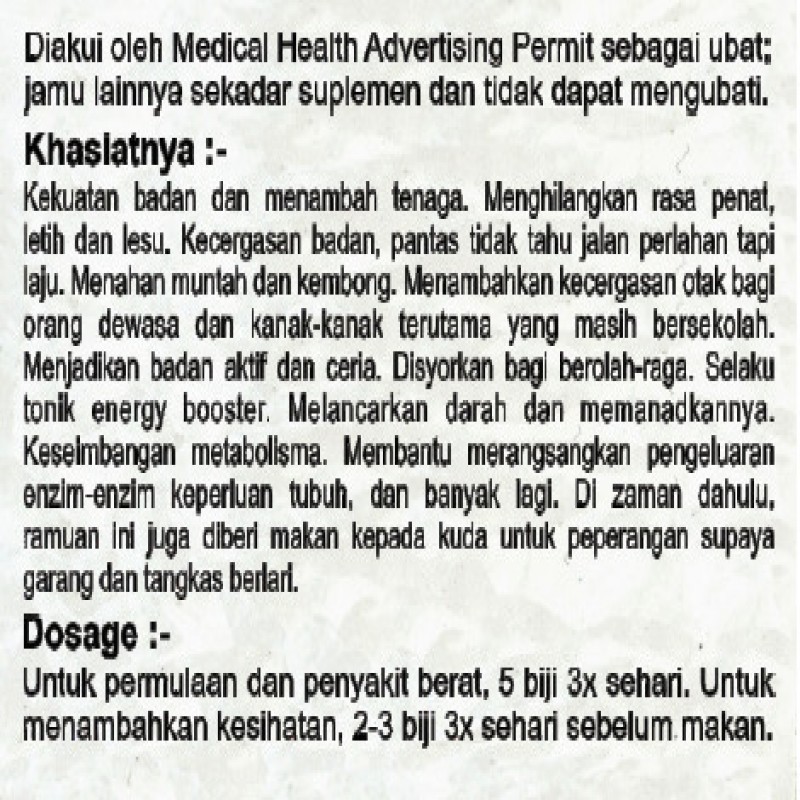 Diakui oleh Medical Health Advertising Permit sebagai ubat;
jamu lainnya sekadar suplemen dan tidak dapat mengubati.
Khasiatnya :-
Kekuatan badan dan menambah tenaga. Menghilangkan rasa penat,
letih dan lesu. Kecergasan badan, pantas tidak tahu jalan perlahan tapi
laju. Menahan muntah dan kembong. Menambahkan kecergasan otak bagi
orang dewasa dan kanak-kanak terutama yang masih bersekolah.
Menjadikan badan aktif dan ceria. Disyorkan bagi berolah-raga. Selaku
tonik energy booster. Melancarkan darah dan memanadkannya.
Keseimbangan metabolisma. Membantu merangsangkan pengeluaran
enzim-enzim keperluan tubuh, dan banyak lagi. Di zaman dahulu,
ramuan ini juga diberi makan kepada kuda untuk peperangan supaya
garang dan tangkas berlari.
Dosage :-
Untuk permulaan dan penyakit berat, 5 biji 3x sehari. Untuk
menambahkan kesihatan, 2-3 biji 3x sehari sebelum makan.